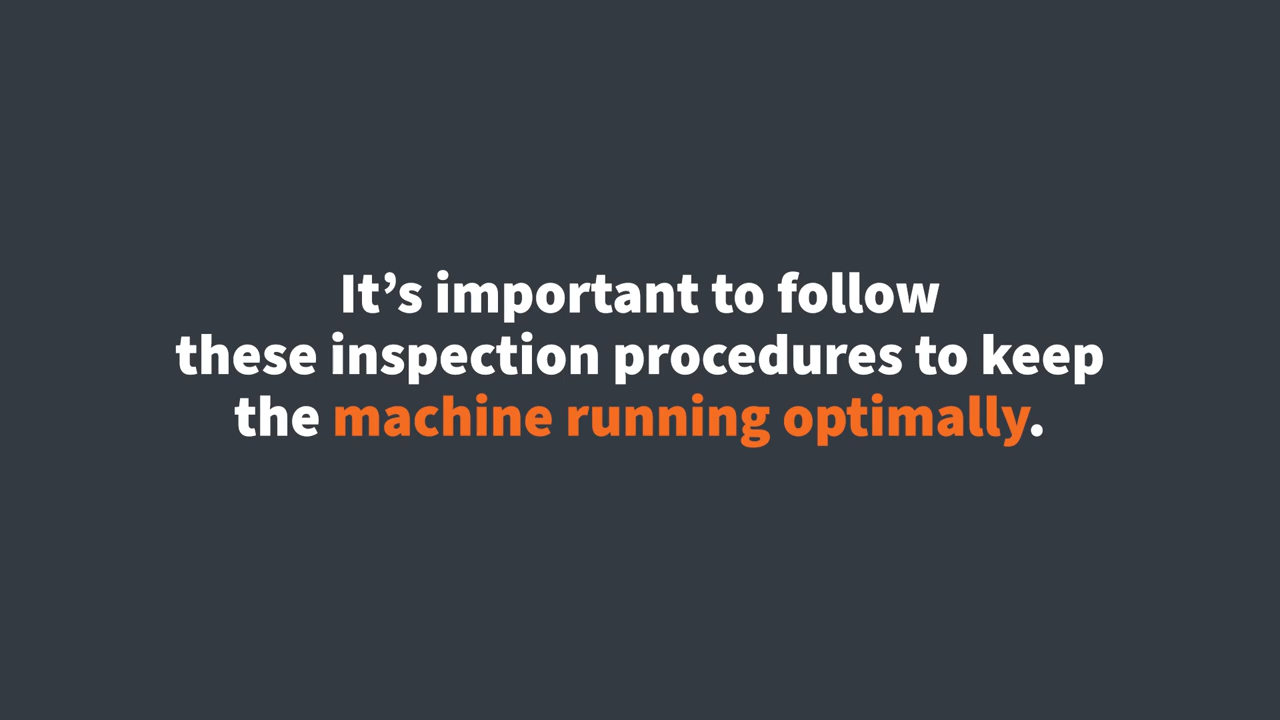 It’s important to follow
these inspection procedures to keep
the machine running optimally.